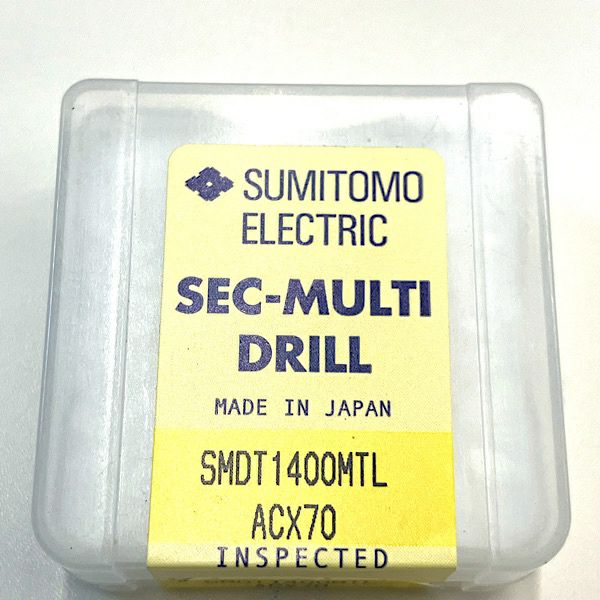 SUMITOMO
ELECTRIC
SEC-MULTI
DRILL
MADE IN JAPAN
SMDT1400MTL
ACX70
INSPECTED